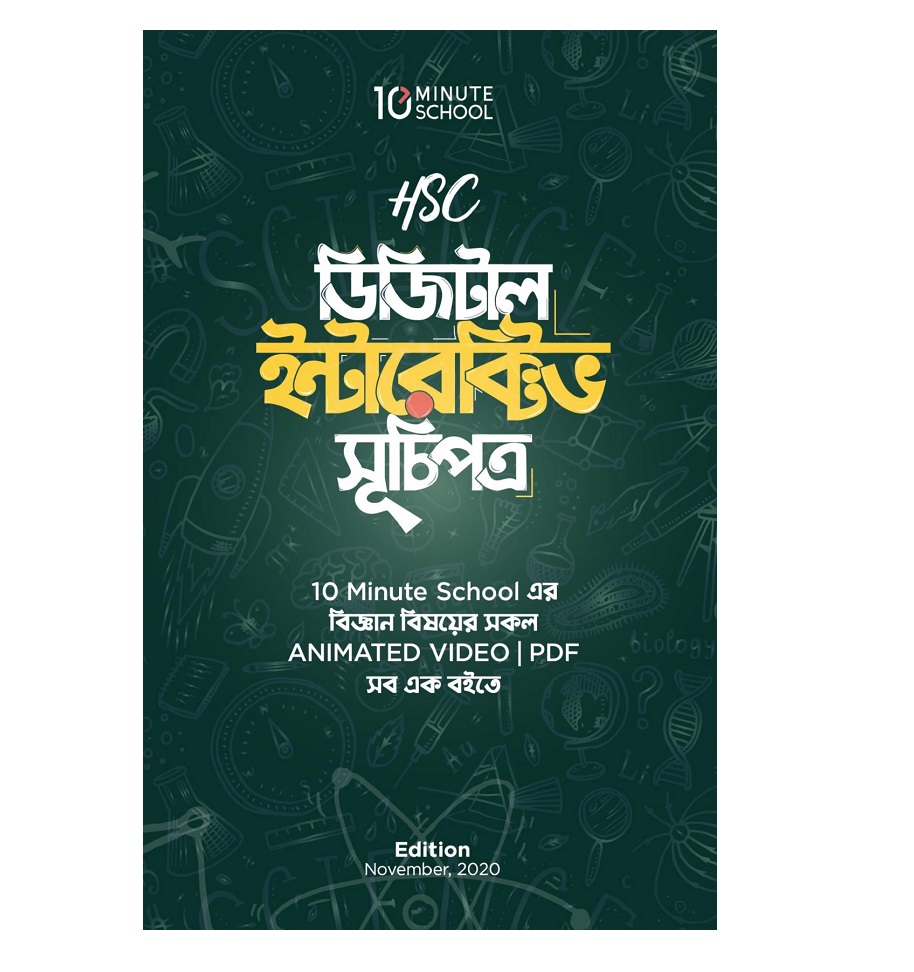 10 MINUTE
SCHOOL
HSC
ডিজিটাল
ইন্টারেক্টিভ
সূচিপত্র
10 Minute School এর
বিজ্ঞান বিষয়ের সকল
ANIMATED VIDEO | PDF
সব এক বইতে
biology
Edition
November, 2020